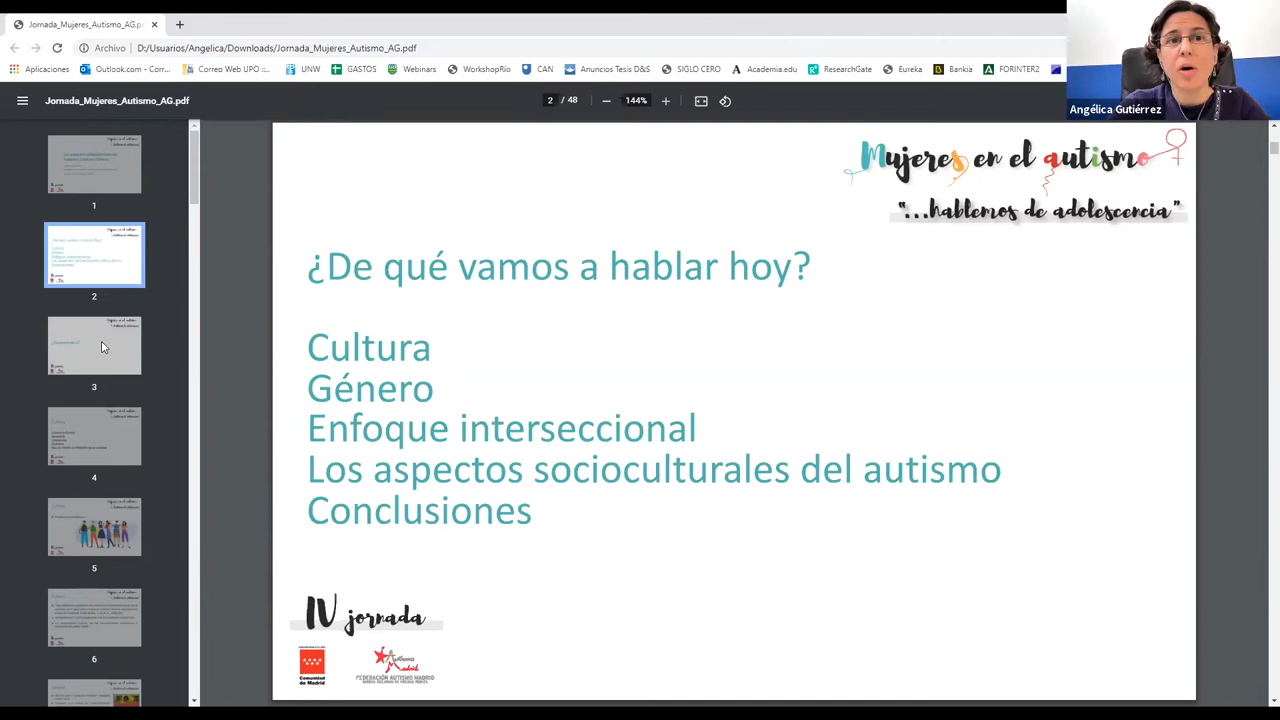 Jornada_Mujeres_Autismo_AG.pdf
Archivo
D:/Usuarios/Angelica/Downloads/Jornada_Mujeres_Autismo_AG.pdf
Aplicaciones
Outlook.com - Corr...
Correo Web UPO ::...
UNW
GASTOS
Webinars
WorkshopRio
CAN
Anuncios Tesis D&S
SIGLO CERO
Academia.edu
ResearchGate
Eureka
Bankia
FORINTER2
Angélica Gutiérrez
Jornada_Mujeres_Autismo_AG.pdf
2 / 48
144%
1
2
3
4
5
6
Mujeres en el autismo
“...hablemos de adolescencia”
¿De qué vamos a hablar hoy?
Cultura
Género
Enfoque interseccional
Los aspectos socioculturales del autismo
Conclusiones
IV jornada
Comunidad
de Madrid
Autismo
Madrid
FEDERACIÓN AUTISMO MADRID